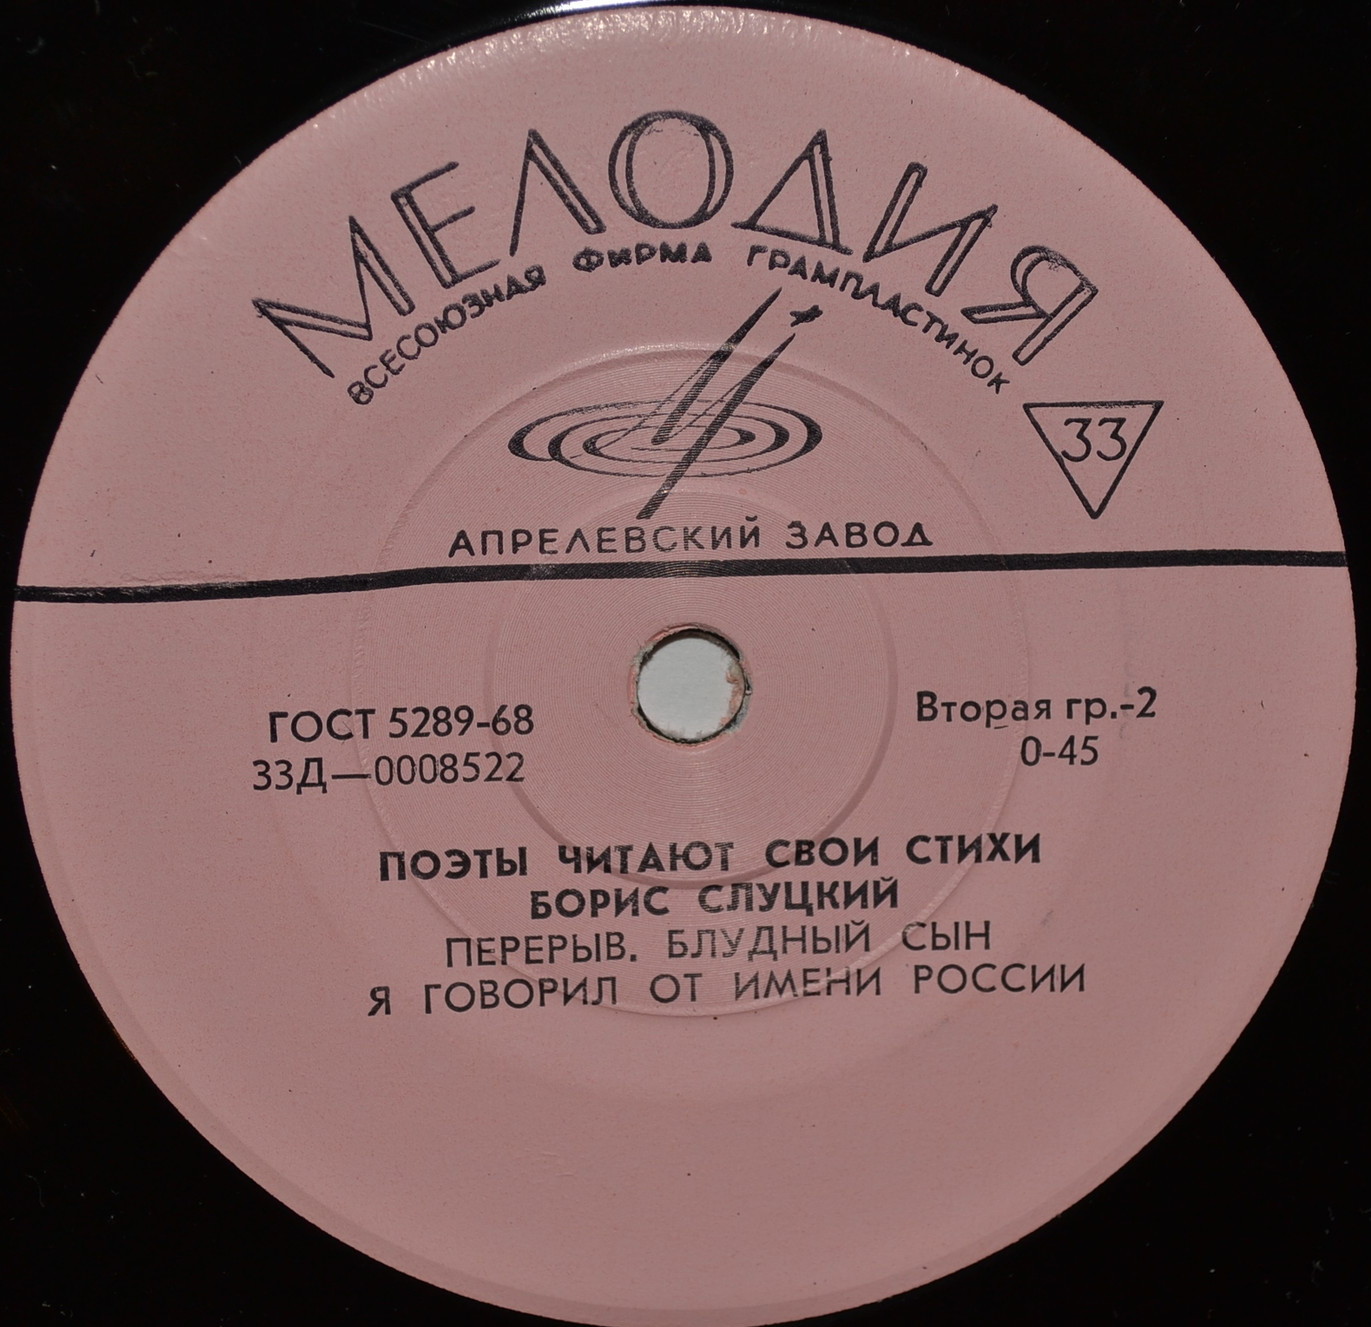 МЕЛОДИЯ
ВСЕСОЮЗНАЯ ФИРМА ГРАМПЛАСТИНОК
33
АПРЕЛЕВСКИЙ ЗАВОД
ГОСТ 5289-68
33Д—0008522
Вторая гр.-2
0-45
ПОЭТЫ ЧИТАЮТ СВОИ СТИХИ
БОРИС СЛУЦКИЙ
ПЕРЕРЫВ. БЛУДНЫЙ СЫН
Я ГОВОРИЛ ОТ ИМЕНИ РОССИИ